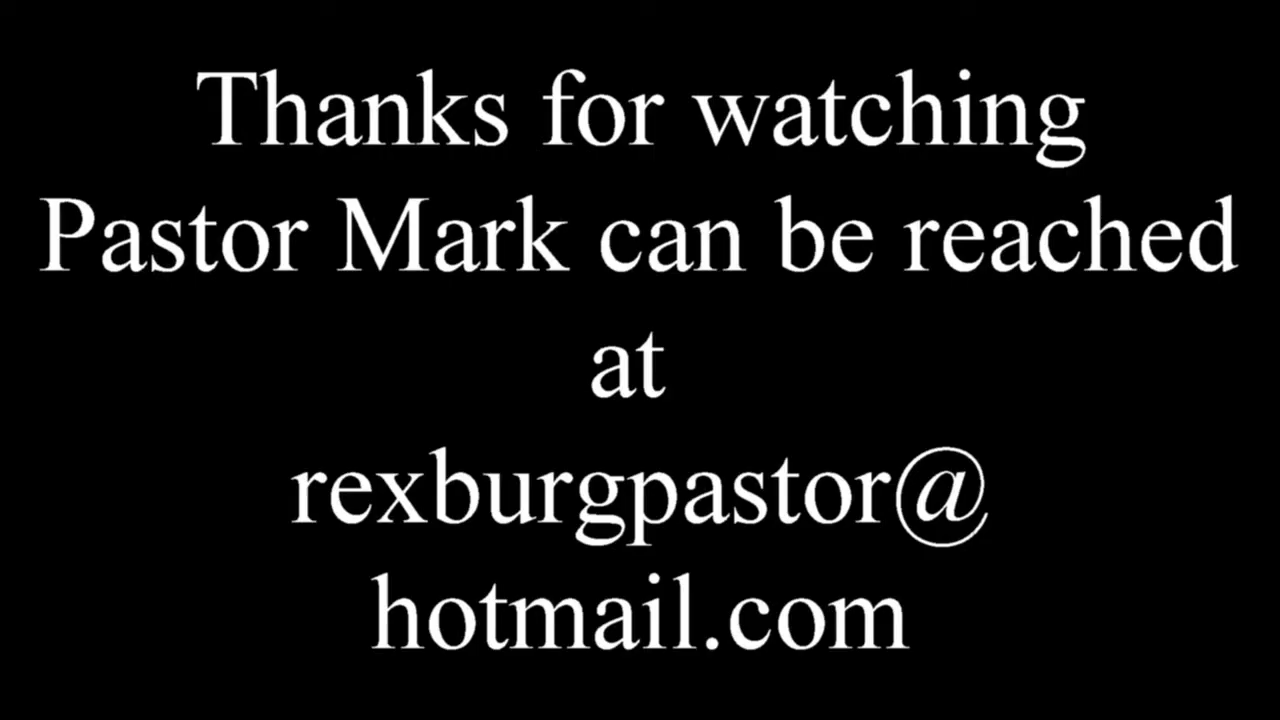 Thanks for watching
Pastor Mark can be reached
at
rexburgpastor@
hotmail.com